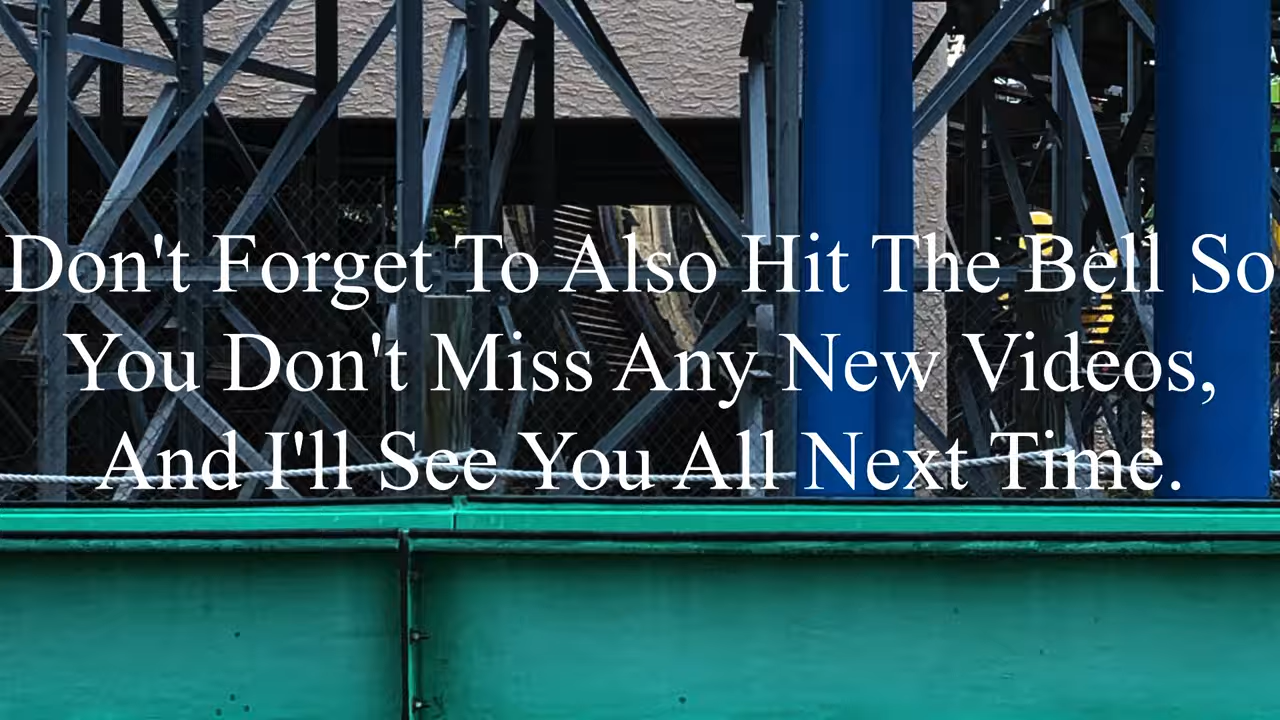 Don't Forget To Also Hit The Bell So
You Don't Miss Any New Videos,
And I'll See You All Next Time.